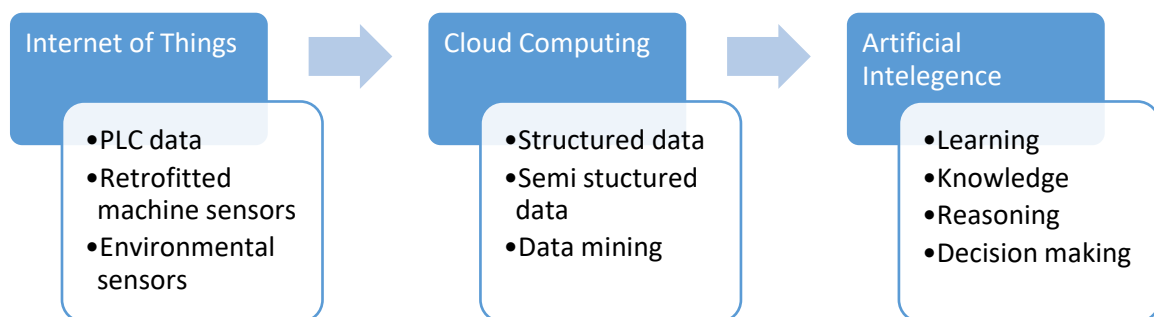 Internet of Things
•PLC data
•Retrofitted
machine sensors
•Environmental
sensors
Cloud Computing
•Structured data
•Semi stuctured
data
•Data mining
Artificial
Intelegence
•Learning
•Knowledge
•Reasoning
•Decision making